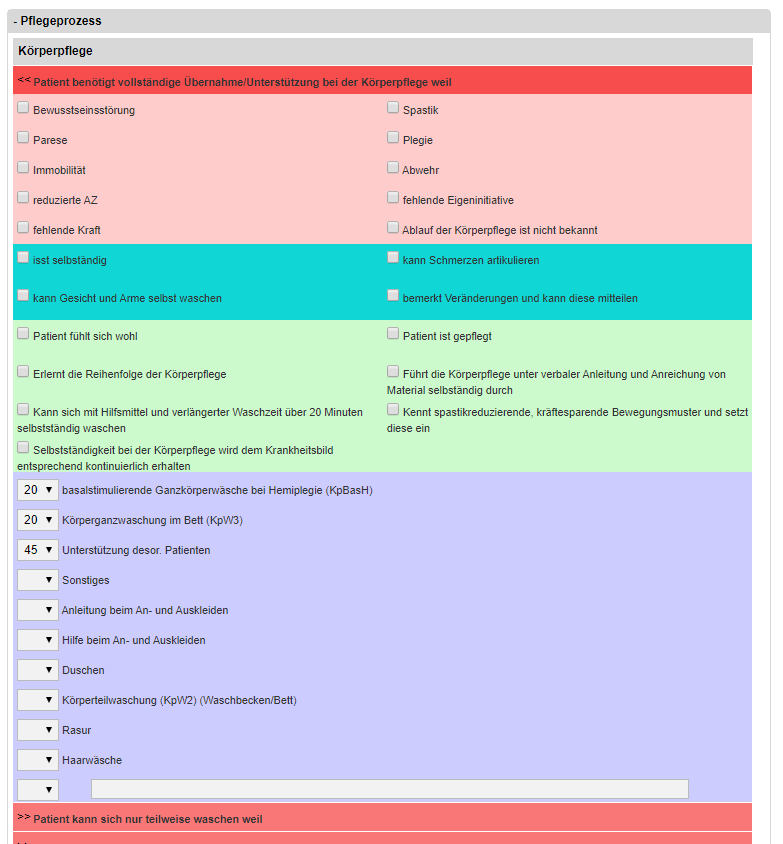 - Pflegeprozess
Körperpflege
<< Patient benötigt vollständige Übernahme/Unterstützung bei der Körperpflege weil
Bewusstseinsstörung
Spastik
Parese
Plegie
Immobilität
Abwehr
reduzierte AZ
fehlende Eigeninitiative
fehlende Kraft
Ablauf der Körperpflege ist nicht bekannt
isst selbständig
kann Schmerzen artikulieren
kann Gesicht und Arme selbst waschen
bemerkt Veränderungen und kann diese mitteilen
Patient fühlt sich wohl
Patient ist gepflegt
Erlernt die Reihenfolge der Körperpflege
Führt die Körperpflege unter verbaler Anleitung und Anreichung von
Material selbständig durch
Kann sich mit Hilfsmittel und verlängerter Waschzeit über 20 Minuten
selbstständig waschen
Kennt spastikreduzierende, kräftesparende Bewegungsmuster und setzt
diese ein
Selbstständigkeit bei der Körperpflege wird dem Krankheitsbild
entsprechend kontinuierlich erhalten
20 basalstimulierende Ganzkörperwäsche bei Hemiplegie (KpBasH)
20 Körperganzwaschung im Bett (KpW3)
45 Unterstützung desor. Patienten
Sonstiges
Anleitung beim An- und Auskleiden
Hilfe beim An- und Auskleiden
Duschen
Körperteilwaschung (KpW2) (Waschbecken/Bett)
Rasur
Haarwäsche
>> Patient kann sich nur teilweise waschen weil